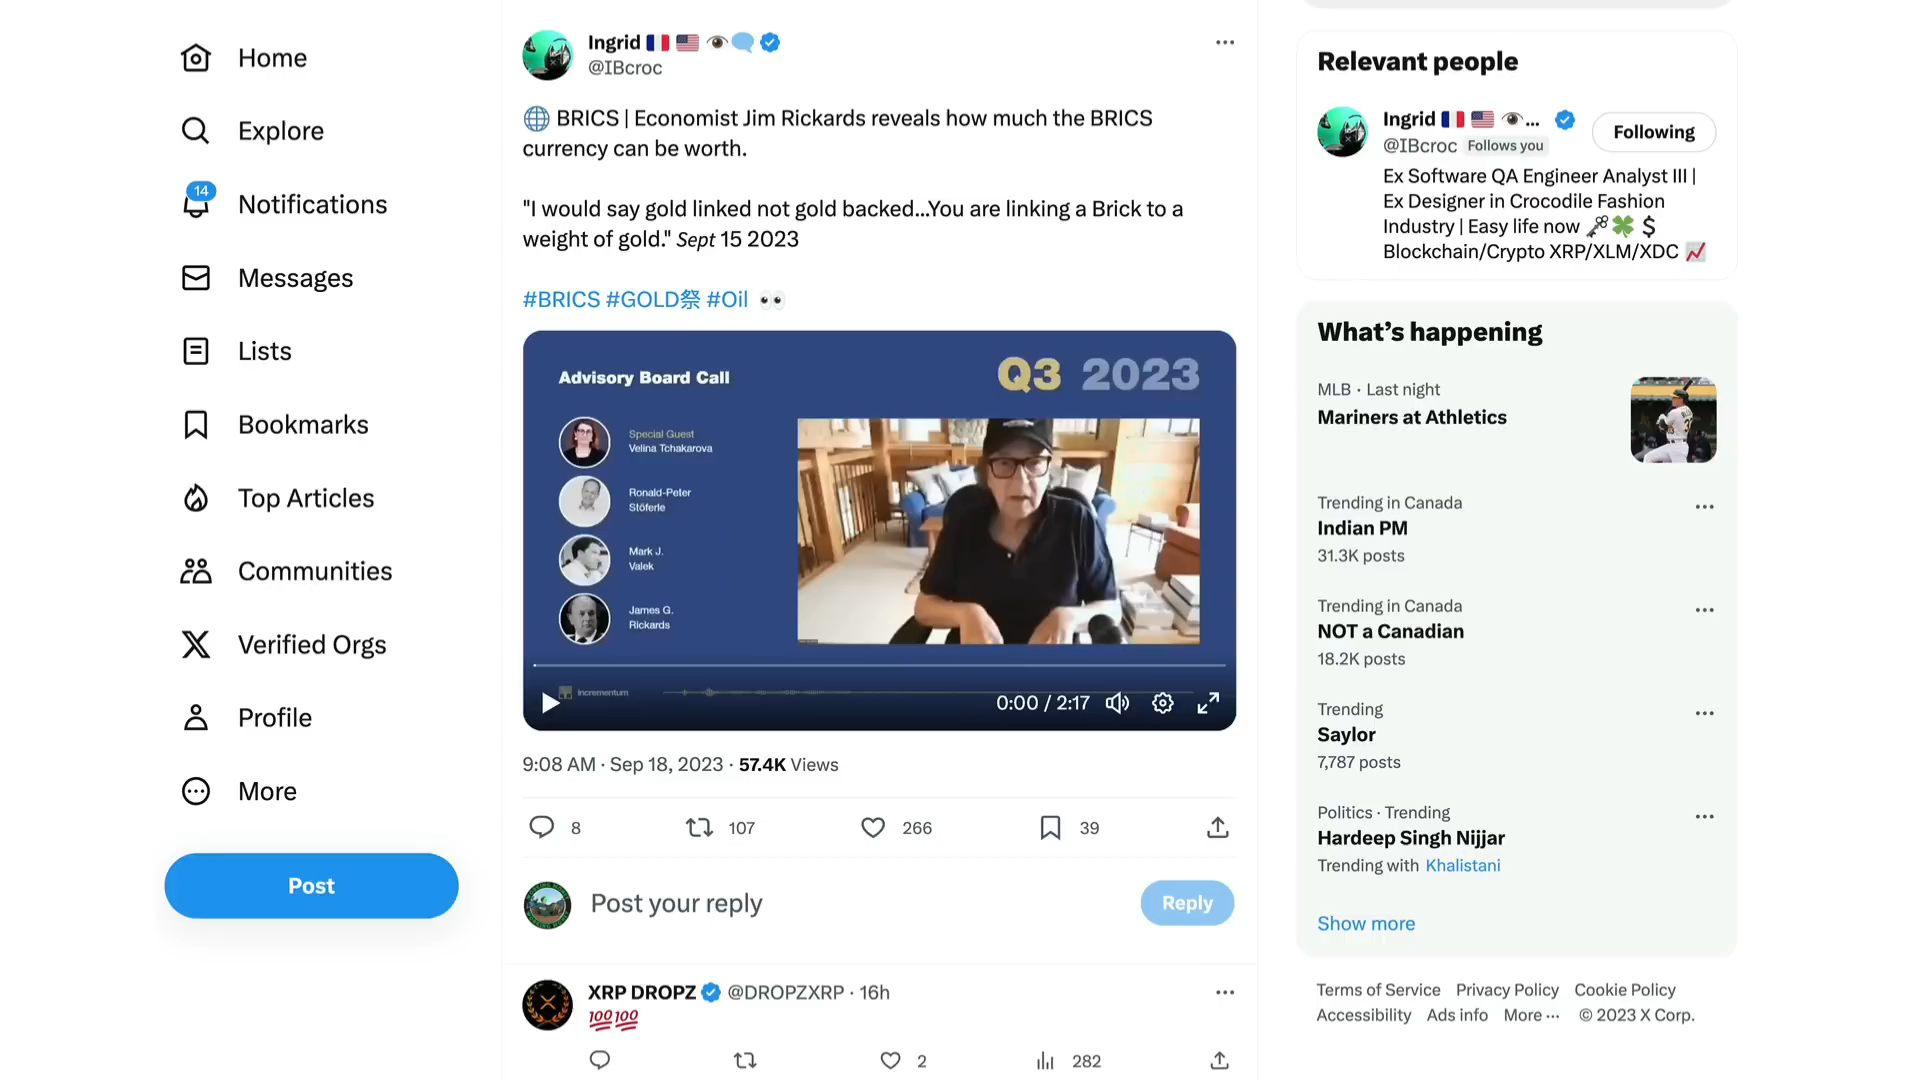 Home
Explore
14
Notifications
Messages
Lists
Bookmarks
Top Articles
Communities
Verified Orgs
Profile
More
Post
Ingrid
@IBcroc
BRICS | Economist Jim Rickards reveals how much the BRICS
currency can be worth.
"I would say gold linked not gold backed...You are linking a Brick to a
weight of gold." Sept 15 2023
#BRICS #GOLD祭 #Oil
Advisory Board Call
Q3 2023
Special Guest
Velina Tchakarova
Ronald-Peter
Stöferle
Mark J.
Valek
James G.
Rickards
incrementum
0:00 / 2:17
9:08 AM · Sep 18, 2023 · 57.4K Views
8 107 266 39
Post your reply
Reply
XRP DROPZ @DROPZXRP · 16h
💯💯
2 282
Relevant people
Ingrid ...
Following
@IBcroc Follows you
Ex Software QA Engineer Analyst III |
Ex Designer in Crocodile Fashion
Industry | Easy life now 🗝🍀 $
Blockchain/Crypto XRP/XLM/XDC
What's happening
MLB · Last night
Mariners at Athletics
Trending in Canada
Indian PM
31.3K posts
Trending in Canada
NOT a Canadian
18.2K posts
Trending
Saylor
7,787 posts
Politics · Trending
Hardeep Singh Nijjar
Trending with Khalistani
Show more
Terms of Service Privacy Policy Cookie Policy
Accessibility Ads info More ··· © 2023 X Corp.